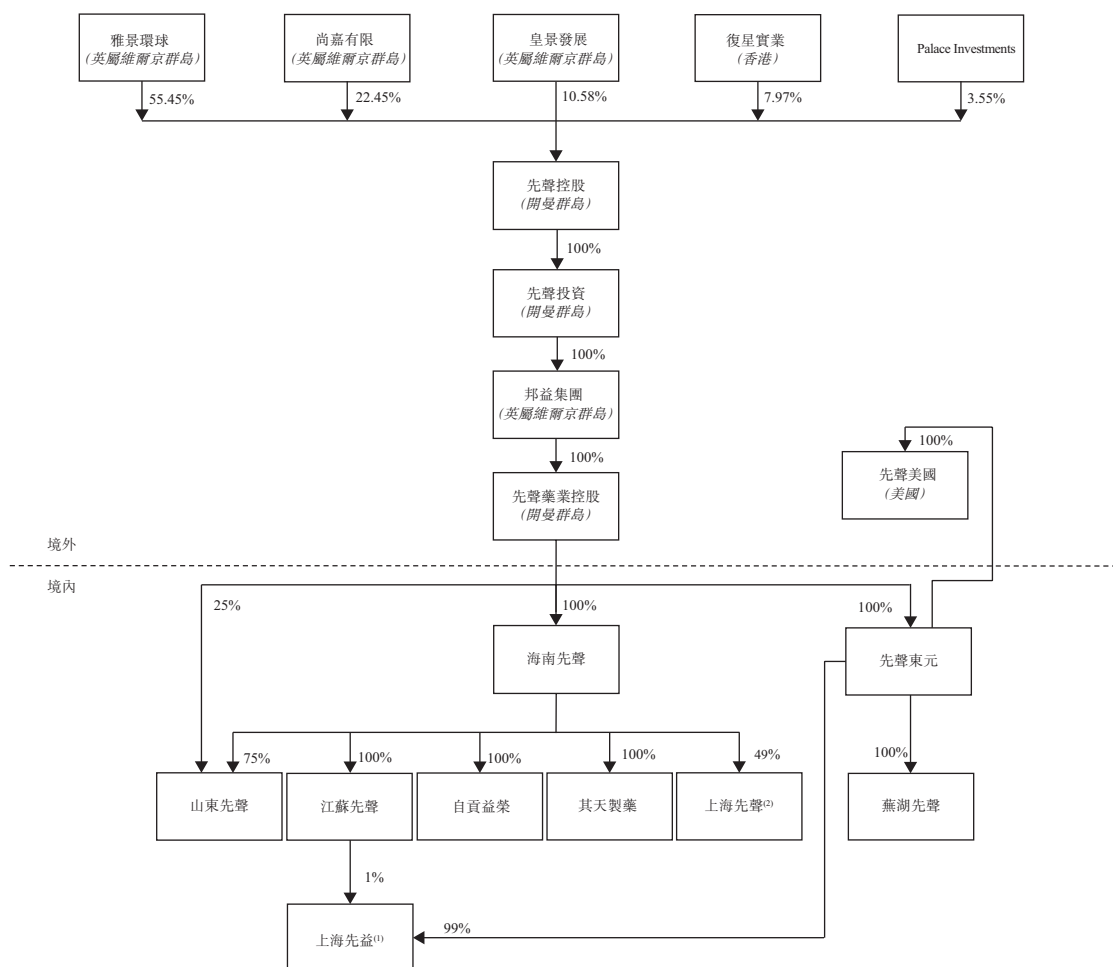 雅景環球
(英屬維爾京群島)
尚嘉有限
(英屬維爾京群島)
皇景發展
(英屬維爾京群島)
復星實業
(香港)
Palace Investments
55.45%
22.45%
10.58%
7.97%
3.55%
先聲控股
(開曼群島)
100%
先聲投資
(開曼群島)
100%
邦益集團
(英屬維爾京群島)
100%
100%
先聲藥業控股
(開曼群島)
先聲美國
(美國)
境外
境內
25%
100%
100%
海南先聲
先聲東元
75%
100%
100%
100%
49%
100%
山東先聲
江蘇先聲
自貢益榮
其天製藥
上海先聲(2)
蕪湖先聲
1%
上海先益(1)
99%